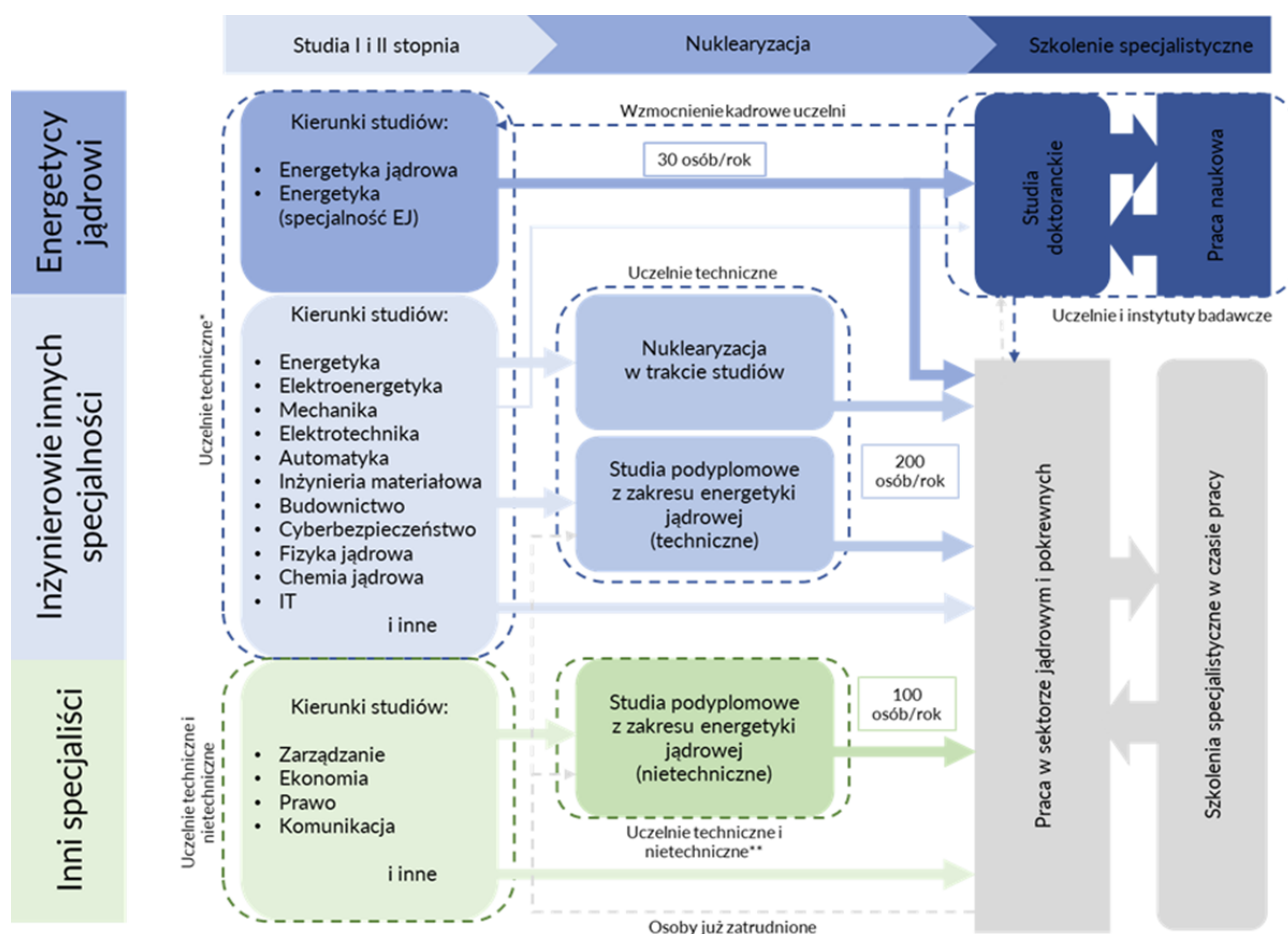 Studia I i II stopnia
Nuklearyzacja
Szkolenie specjalistyczne
Energetycy
jądrowi
Kierunki studiów:
• Energetyka jądrowa
• Energetyka
(specjalność EJ)
Wzmocnienie kadrowe uczelni
30 osób/rok
Studia
doktoranckie
Praca naukowa
Uczelnie i instytuty badawcze
Uczelnie techniczne*
Inżynierowie innych
specjalności
Kierunki studiów:
• Energetyka
• Elektroenergetyka
• Mechanika
• Elektrotechnika
• Automatyka
• Inżynieria materiałowa
• Budownictwo
• Cyberbezpieczeństwo
• Fizyka jądrowa
• Chemia jądrowa
• IT
i inne
Uczelnie techniczne
Nuklearyzacja
w trakcie studiów
Studia podyplomowe
z zakresu energetyki
jądrowej
(techniczne)
200
osób/rok
Praca w sektorze jądrowym i pokrewnych
Szkolenia specjalistyczne w czasie pracy
Inni specjaliści
Uczelnie techniczne i
nietechniczne
Kierunki studiów:
• Zarządzanie
• Ekonomia
• Prawo
• Komunikacja
i inne
Studia podyplomowe
z zakresu energetyki
jądrowej
(nietechniczne)
100
osób/rok
Uczelnie techniczne i
nietechniczne**
Osoby już zatrudnione